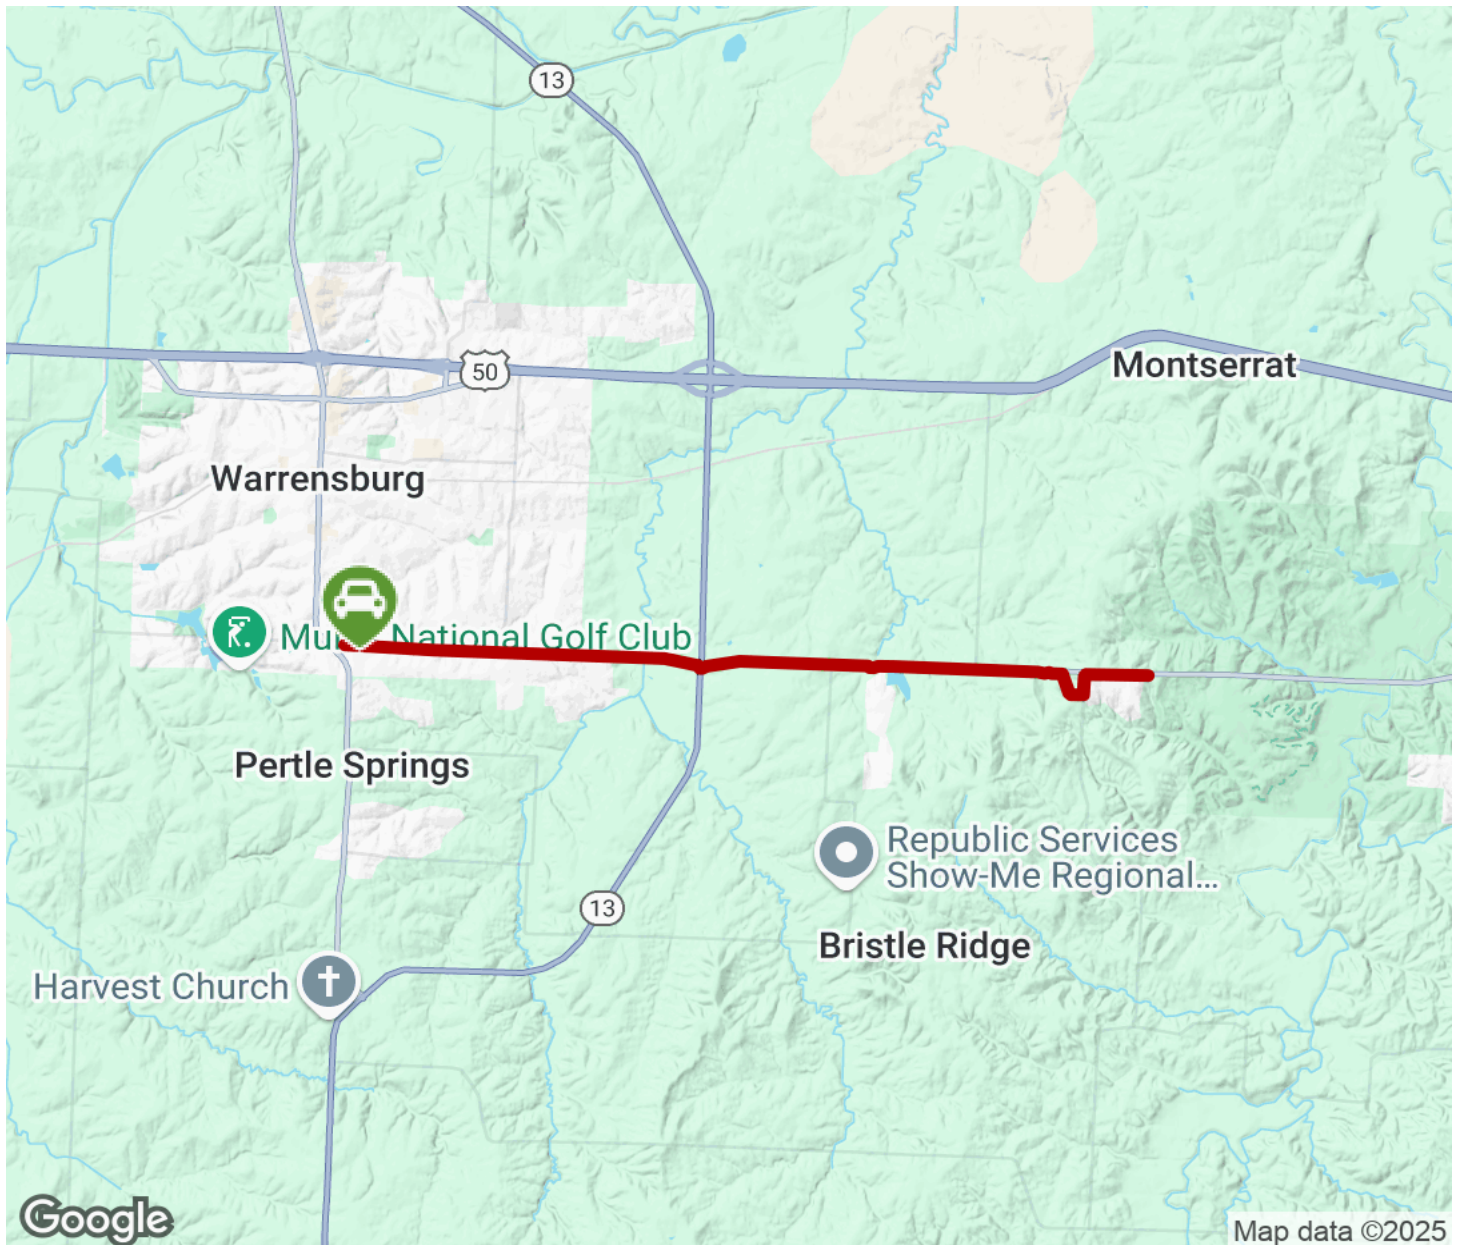 13
Montserrat
50
Warrensburg
National Golf Club
Pertle Springs
Republic Services
Show-Me Regional...
13
Bristle Ridge
Harvest Church
Google
Map data ©2025